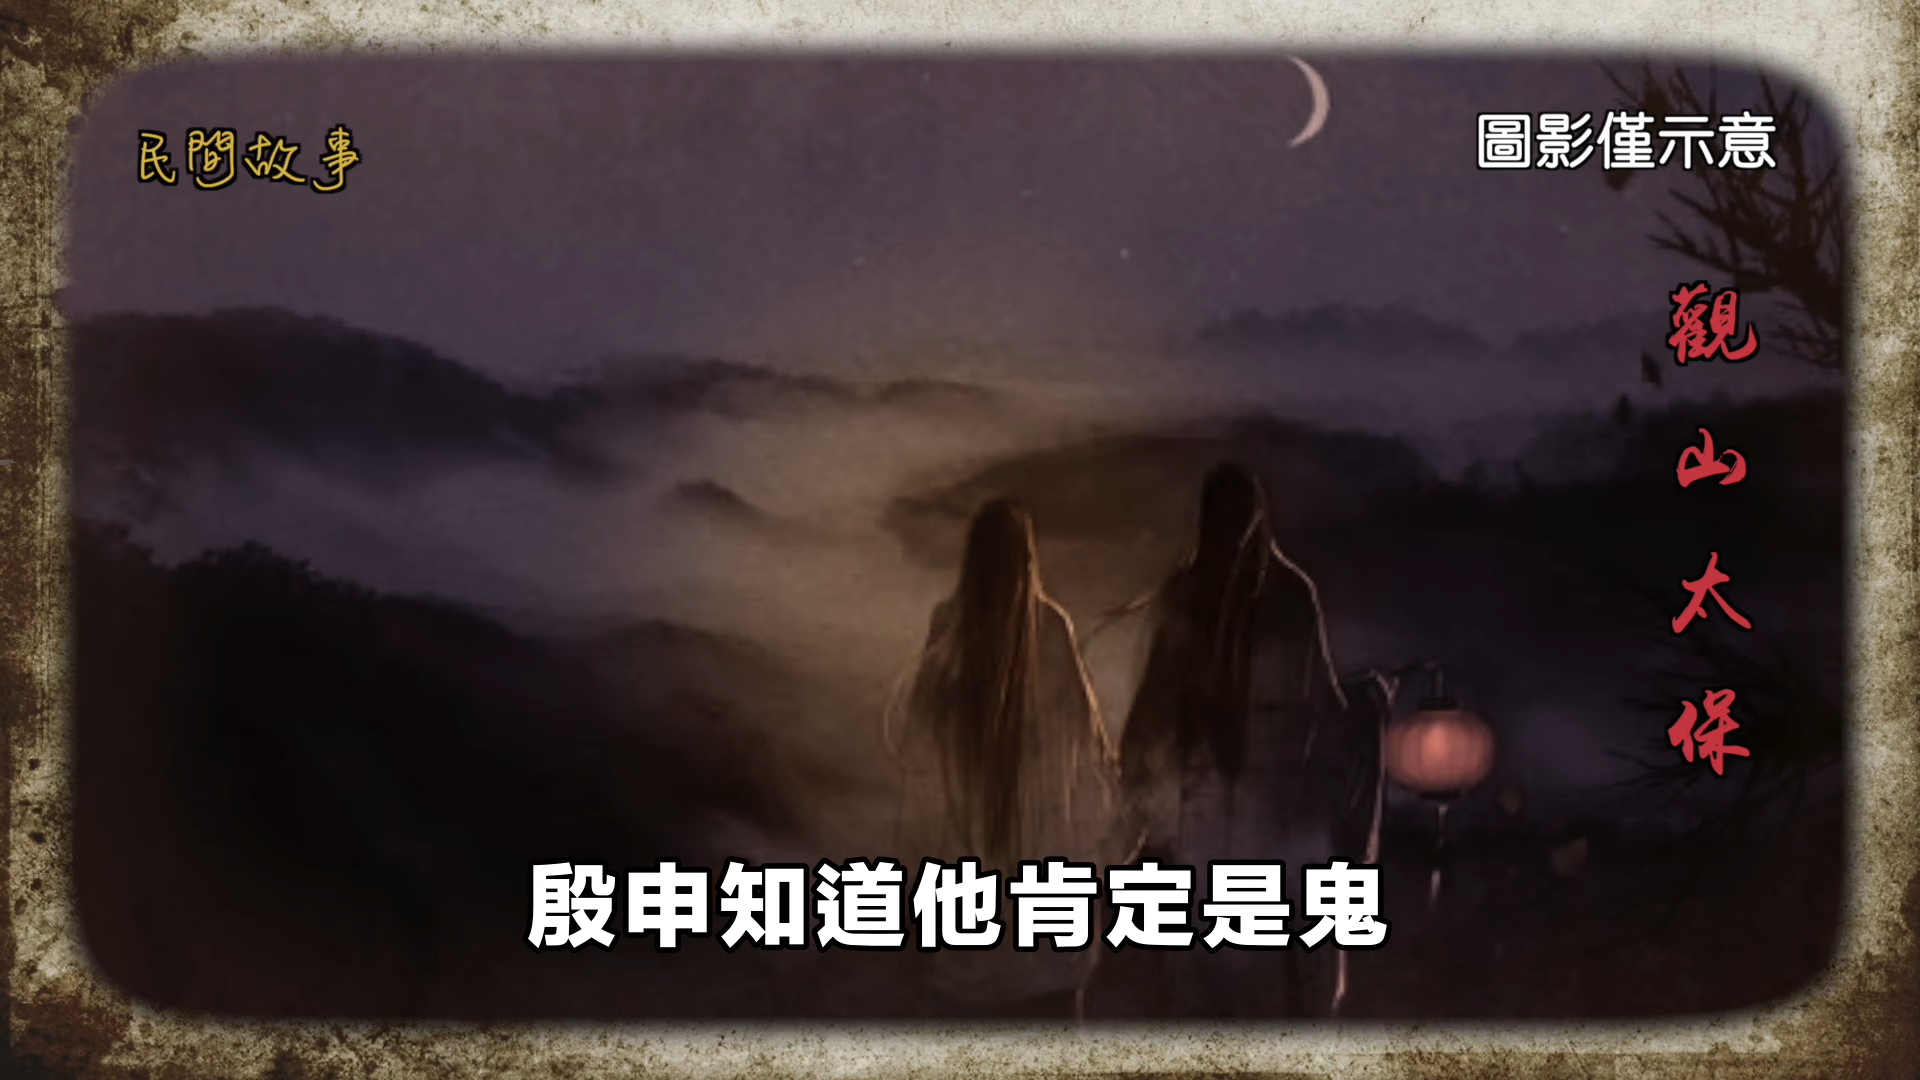 民間故事
圖影僅示意
觀山太保
殷申知道他肯定是鬼